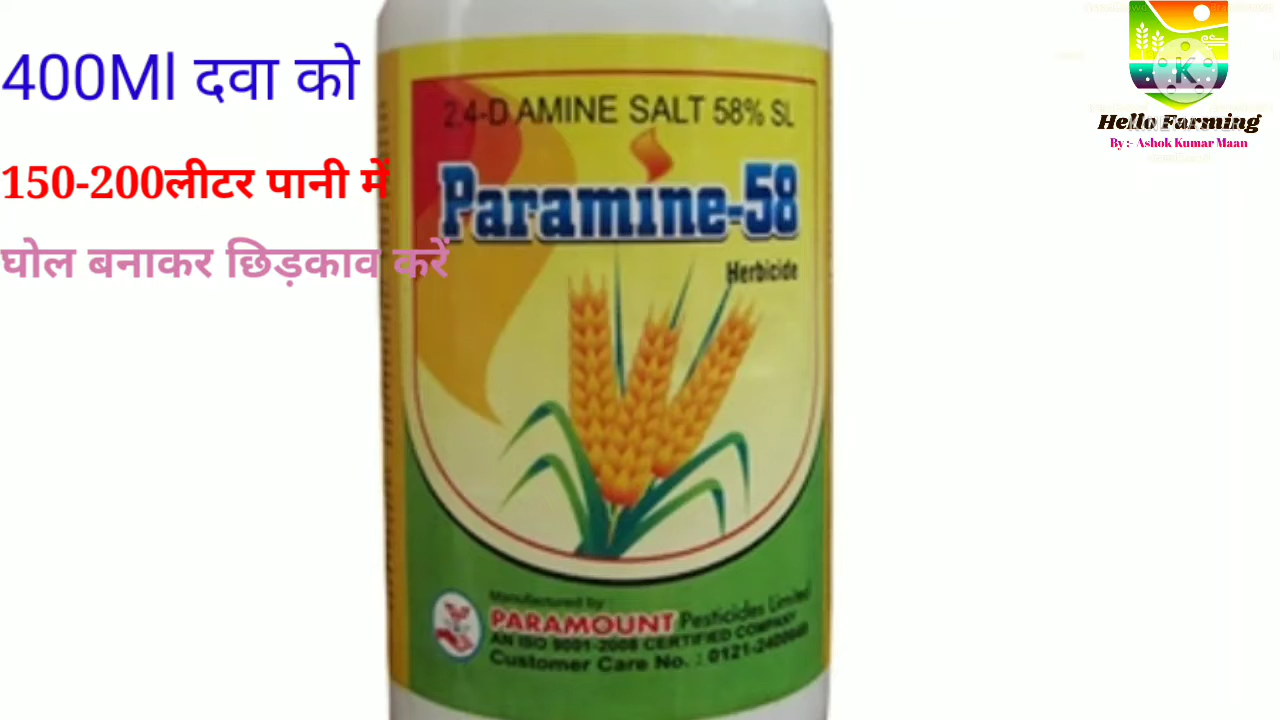 400Ml दवा को
150-200लीटर पानी में
घोल बनाकर छिड़काव करें
2,4-D AMINE SALT 58% SL
Paramine-58
Herbicide
Manufactured by :
PARAMOUNT Pesticides Limited
AN ISO 9001-2008 CERTIFIED COMPANY
Customer Care No. :
K
Hello Farming
By :- Ashok Kumar Maan